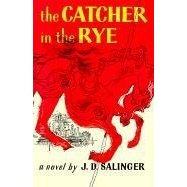 the CATCHER
in the RYE
a novel by J. D. SALINGER